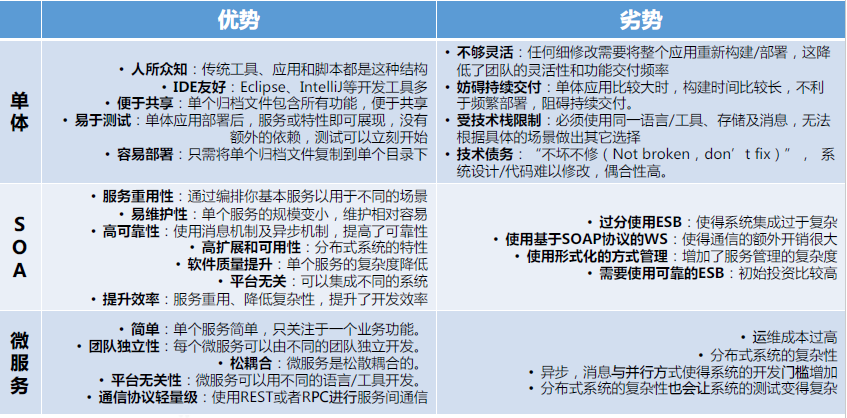 优势
劣势
单体
• 人所众知：传统工具、应用和脚本都是这种结构
• IDE友好：Eclipse、IntelliJ等开发工具多
• 便于共享：单个归档文件包含所有功能，便于共享
• 易于测试：单体应用部署后，服务或特性即可展现，没有
额外的依赖，测试可以立刻开始
• 容易部署：只需将单个归档文件复制到单个目录下
• 不够灵活：任何细修改需要将整个应用重新构建/部署，这降
低了团队的灵活性和功能交付频率
• 妨碍持续交付：单体应用比较大时，构建时间比较长，不利
于频繁部署，阻碍持续交付。
• 受技术栈限制：必须使用同一语言/工具、存储及消息，无法
根据具体的场景做出其它选择
• 技术债务：“不坏不修（Not broken，don’t fix）”，系
统设计/代码难以修改，偶合性高。
SOA
• 服务重用性：通过编排你基本服务以用于不同的场景
• 易维护性：单个服务的规模变小，维护相对容易
• 高可靠性：使用消息机制及异步机制，提高了可靠性
• 高扩展和可用性：分布式系统的特性
• 软件质量提升：单个服务的复杂度降低
• 平台无关：可以集成不同的系统
• 提升效率：服务重用、降低复杂性，提升了开发效率
• 过分使用ESB：使得系统集成过于复杂
• 使用基于SOAP协议的WS：使得通信的额外开销很大
• 使用形式化的方式管理：增加了服务管理的复杂度
• 需要使用可靠的ESB：初始投资比较高
微服务
• 简单：单个服务简单，只关注于一个业务功能。
• 团队独立性：每个微服务可以由不同的团队独立开发。
• 松耦合：微服务是松散耦合的。
• 平台无关性：微服务可以用不同的语言/工具开发。
• 通信协议轻量级：使用REST或者RPC进行服务间通信
• 运维成本过高
• 分布式系统的复杂性
• 异步，消息与并行方式使得系统的开发门槛增加
• 分布式系统的复杂性也会让系统的测试变得复杂